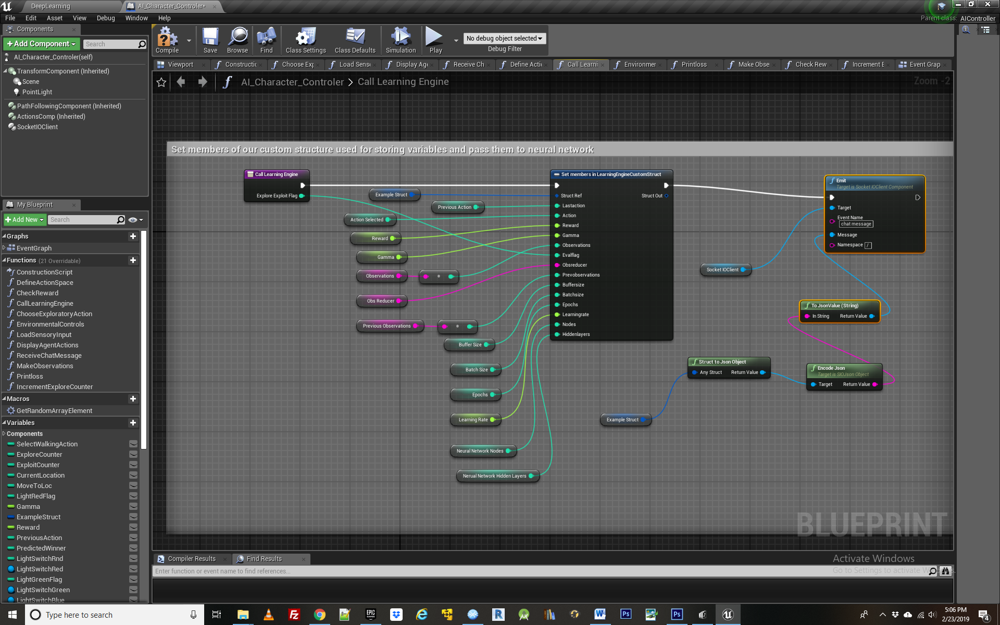 DeepLearning
AI_Character_Controler*
File Edit Asset View Debug Window Help
Parent class: AIController
Components
+ Add Component
Search
AI_Character_Controler(self)
TransformComponent (Inherited)
Scene
PointLight
PathFollowingComponent (Inherited)
ActionsComp (Inherited)
SocketIOClient
Compile
Save
Browse
Find
Class Settings
Class Defaults
Simulation
Play
No debug object selected
Debug Filter
Viewport
Constructi
Choose Ex
Load Sens
Display Ag
Receive Ch
Define Acti
Call Learni
Environmer
Printloss
Make Obse
Check Rew
Increment E
Event Grap
AI_Character_Controler > Call Learning Engine
Zoom -2
Set members of our custom structure used for storing variables and pass them to neural network
Call Learning Engine
Explore Exploit Flag
Example Struct
Previous Action
Action Selected
Reward
Gamma
Observations
Obs Reducer
Previous Observations
Buffer Size
Batch Size
Epochs
Learning Rate
Neural Network Nodes
Nerual Network Hidden Layers
Set members in LearningEngineCustomStruct
Struct Ref Struct Out
Lastaction
Action
Reward
Gamma
Observations
Evalflag
Obsreducer
Prevobservations
Buffersize
Batchsize
Epochs
Learningrate
Nodes
Hiddenlayers
Emit
Target is Socket IOClient Component
Target
Event Name
chat message
Message
Namespace /
Socket IOClient
To JsonValue (String)
In String Return Value
Struct to Json Object
Any Struct Return Value
Encode Json
Target is SIOJson Object
Target Return Value
Example Struct
BLUEPRINT
My Blueprint
+ Add New
Search
Graphs
EventGraph
Functions (21 Overridable)
ConstructionScript
DefineActionSpace
CheckReward
CallLearningEngine
ChooseExploratoryAction
EnvironmentalControls
LoadSensoryInput
DisplayAgentActions
ReceiveChatMessage
MakeObservations
Printloss
IncrementExploreCounter
Macros
GetRandomArrayElement
Variables
Components
SelectWalkingAction
ExploreCounter
ExploitCounter
CurrentLocation
MoveToLoc
LightRedFlag
Gamma
ExampleStruct
Reward
PreviousAction
PredictedWinner
LightSwitchRnd
LightSwitchRed
LightGreenFlag
LightSwitchGreen
LightSwitchBlue
Compiler Results
Find Results
Enter function or event name to find references...
Activate Windows
Go to Settings to activate
Type here to search
EPIC GAMES
5:06 PM
2/23/2019
4